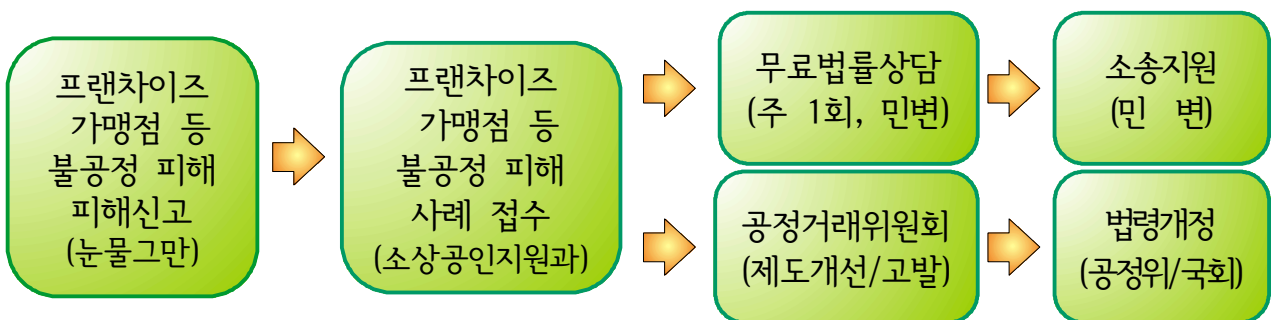 프랜차이즈
가맹점 등
불공정 피해
피해신고
(눈물그만)
프랜차이즈
가맹점 등
불공정 피해
사례 접수
(소상공인지원과)
무료법률상담
(주 1회, 민변)
소송지원
(민 변)
공정거래위원회
(제도개선/고발)
법령개정
(공정위/국회)